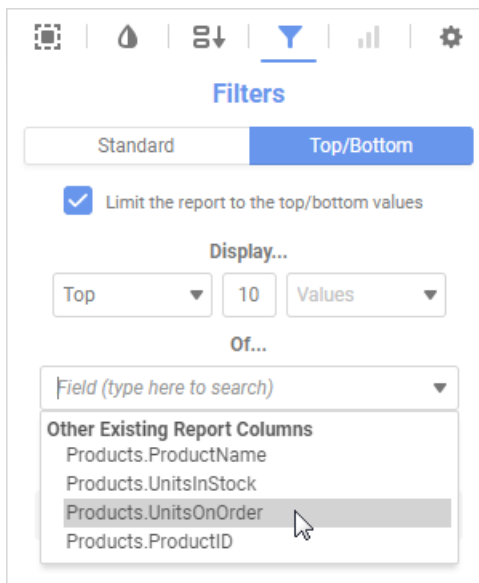 Filters
Standard Top/Bottom
Limit the report to the top/bottom values
Display...
Top 10 Values
Of...
Field (type here to search)
Other Existing Report Columns
Products.ProductName
Products.UnitsInStock
Products.UnitsOnOrder
Products.ProductID